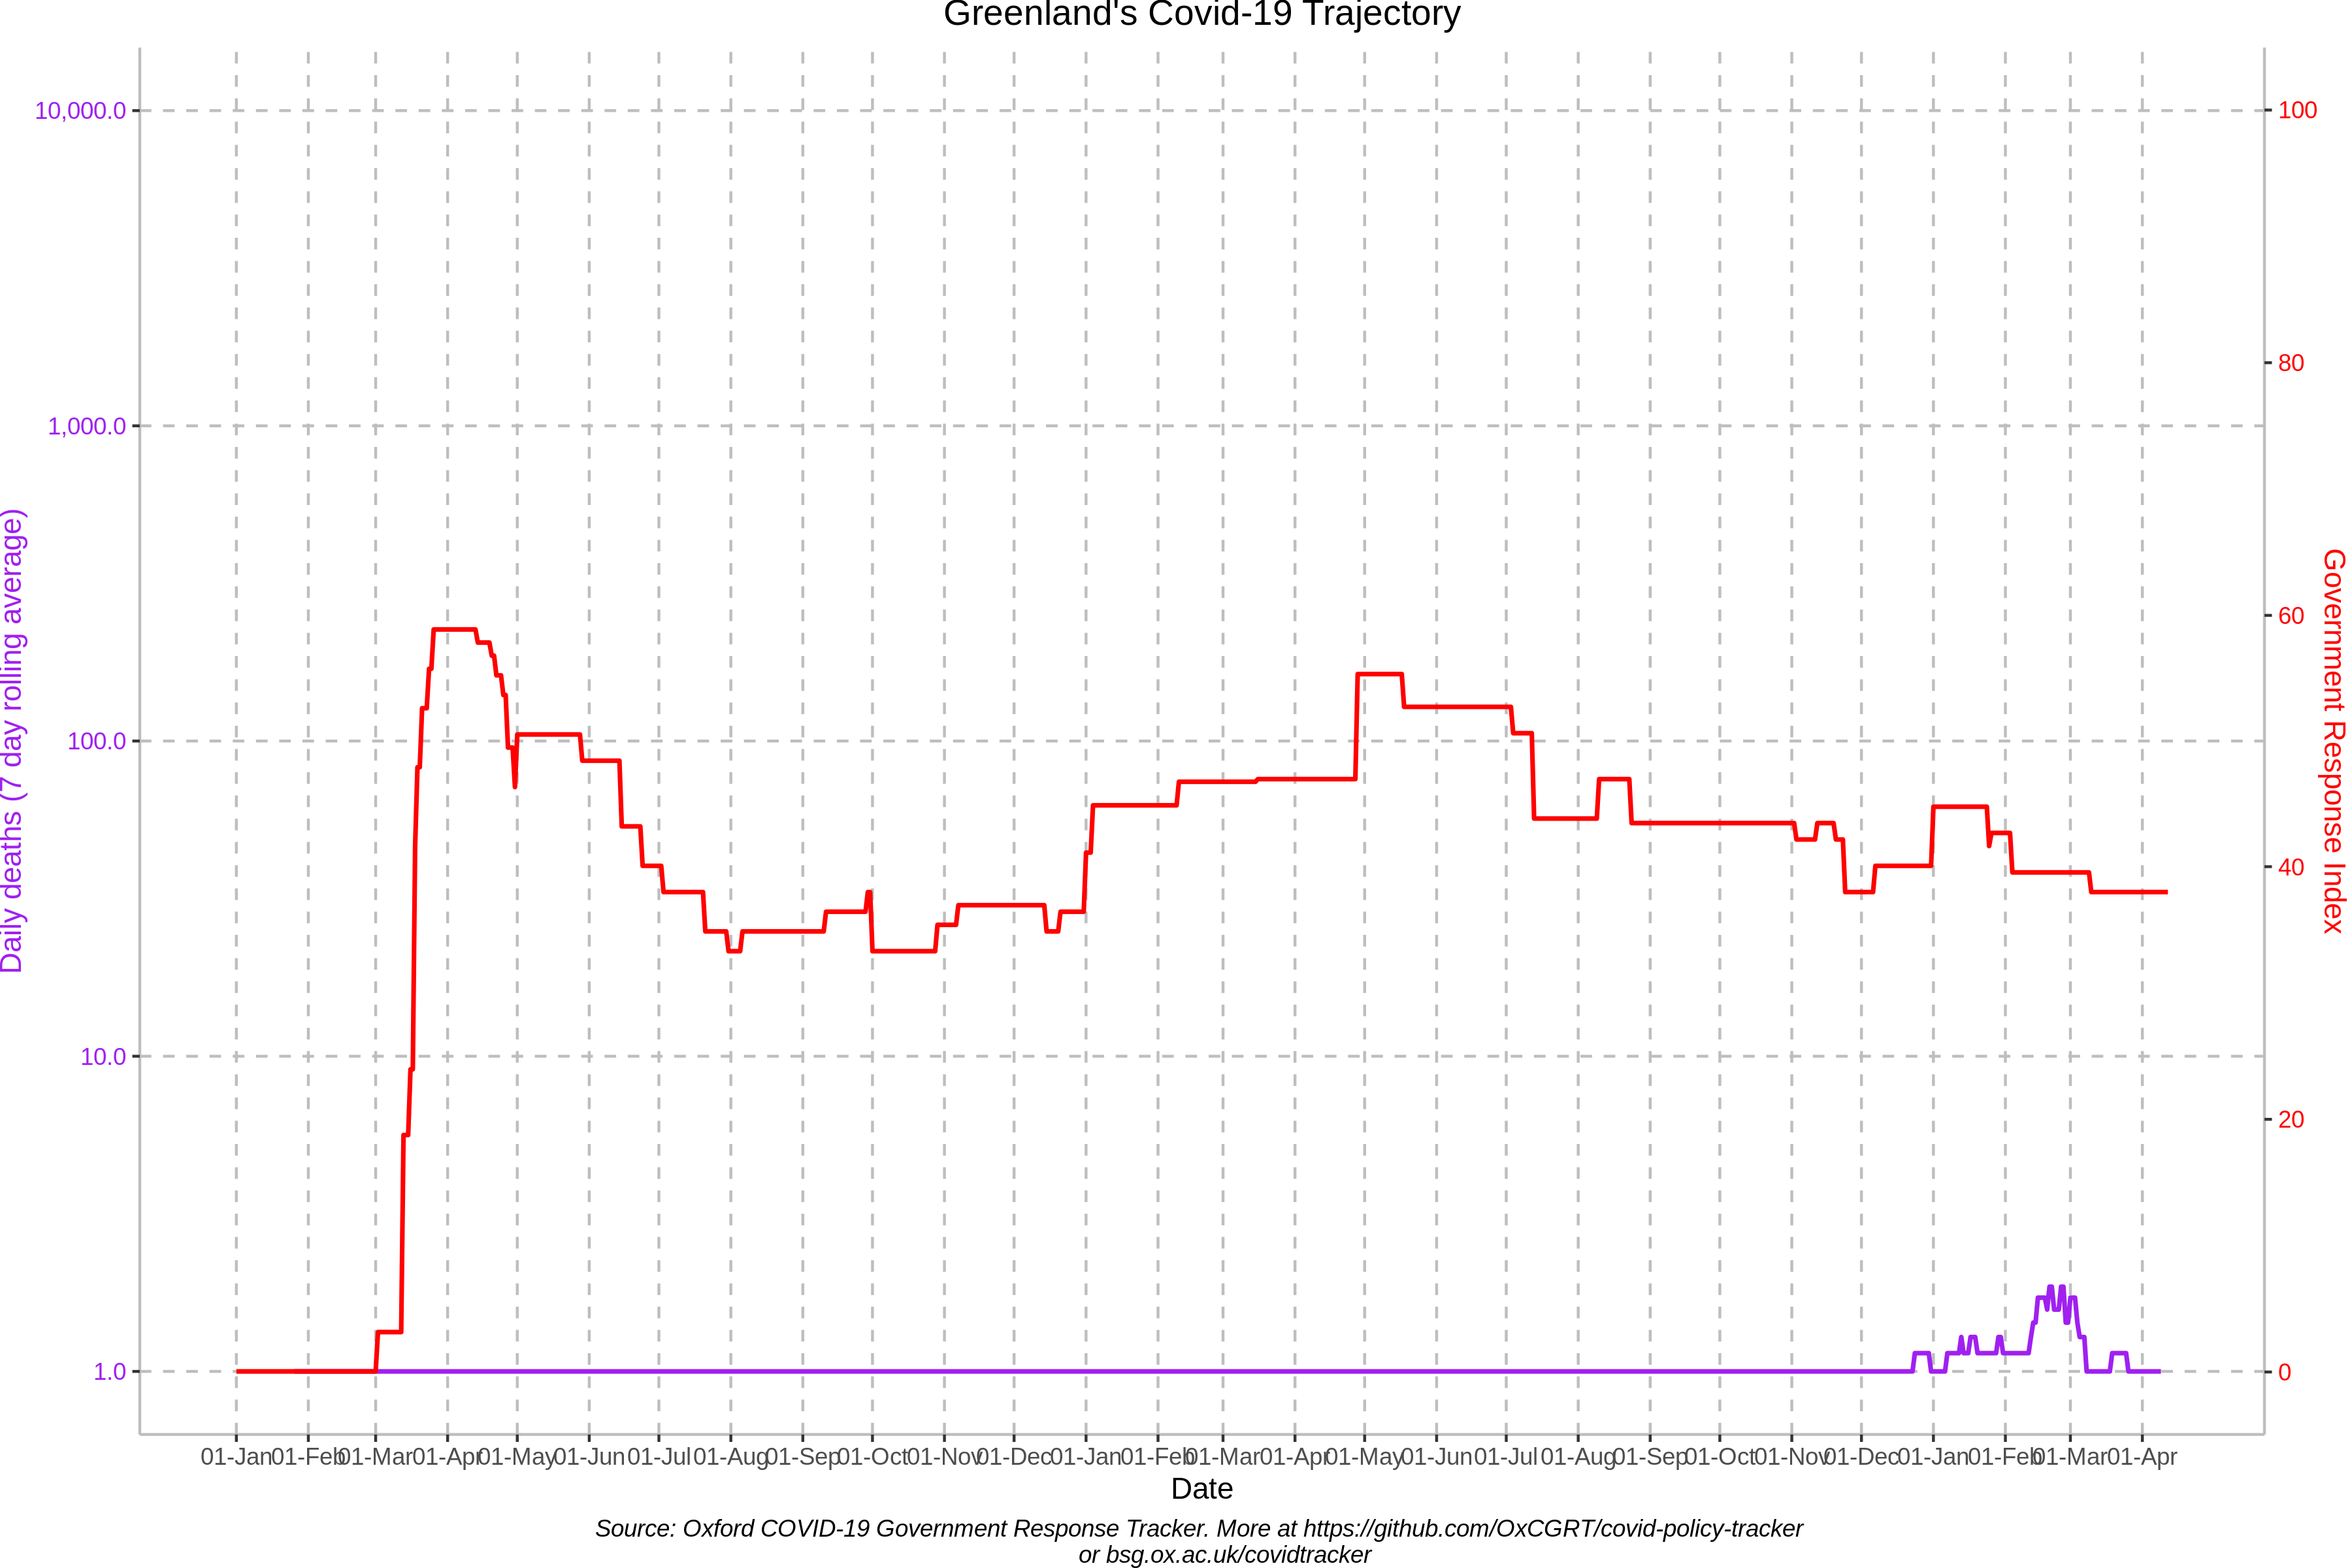 Greenland's Covid-19 Trajectory
10,000.0
1,000.0
100.0
10.0
1.0
Daily deaths (7 day rolling average)
100
80
60
40
20
0
Government Response Index
01-Jan 01-Feb 01-Mar 01-Apr 01-May 01-Jun 01-Jul 01-Aug 01-Sep 01-Oct 01-Nov 01-Dec 01-Jan 01-Feb 01-Mar 01-Apr 01-May 01-Jun 01-Jul 01-Aug 01-Sep 01-Oct 01-Nov 01-Dec 01-Jan 01-Feb 01-Mar 01-Apr
Date
Source: Oxford COVID-19 Government Response Tracker. More at https://github.com/OxCGRT/covid-policy-tracker
or bsg.ox.ac.uk/covidtracker